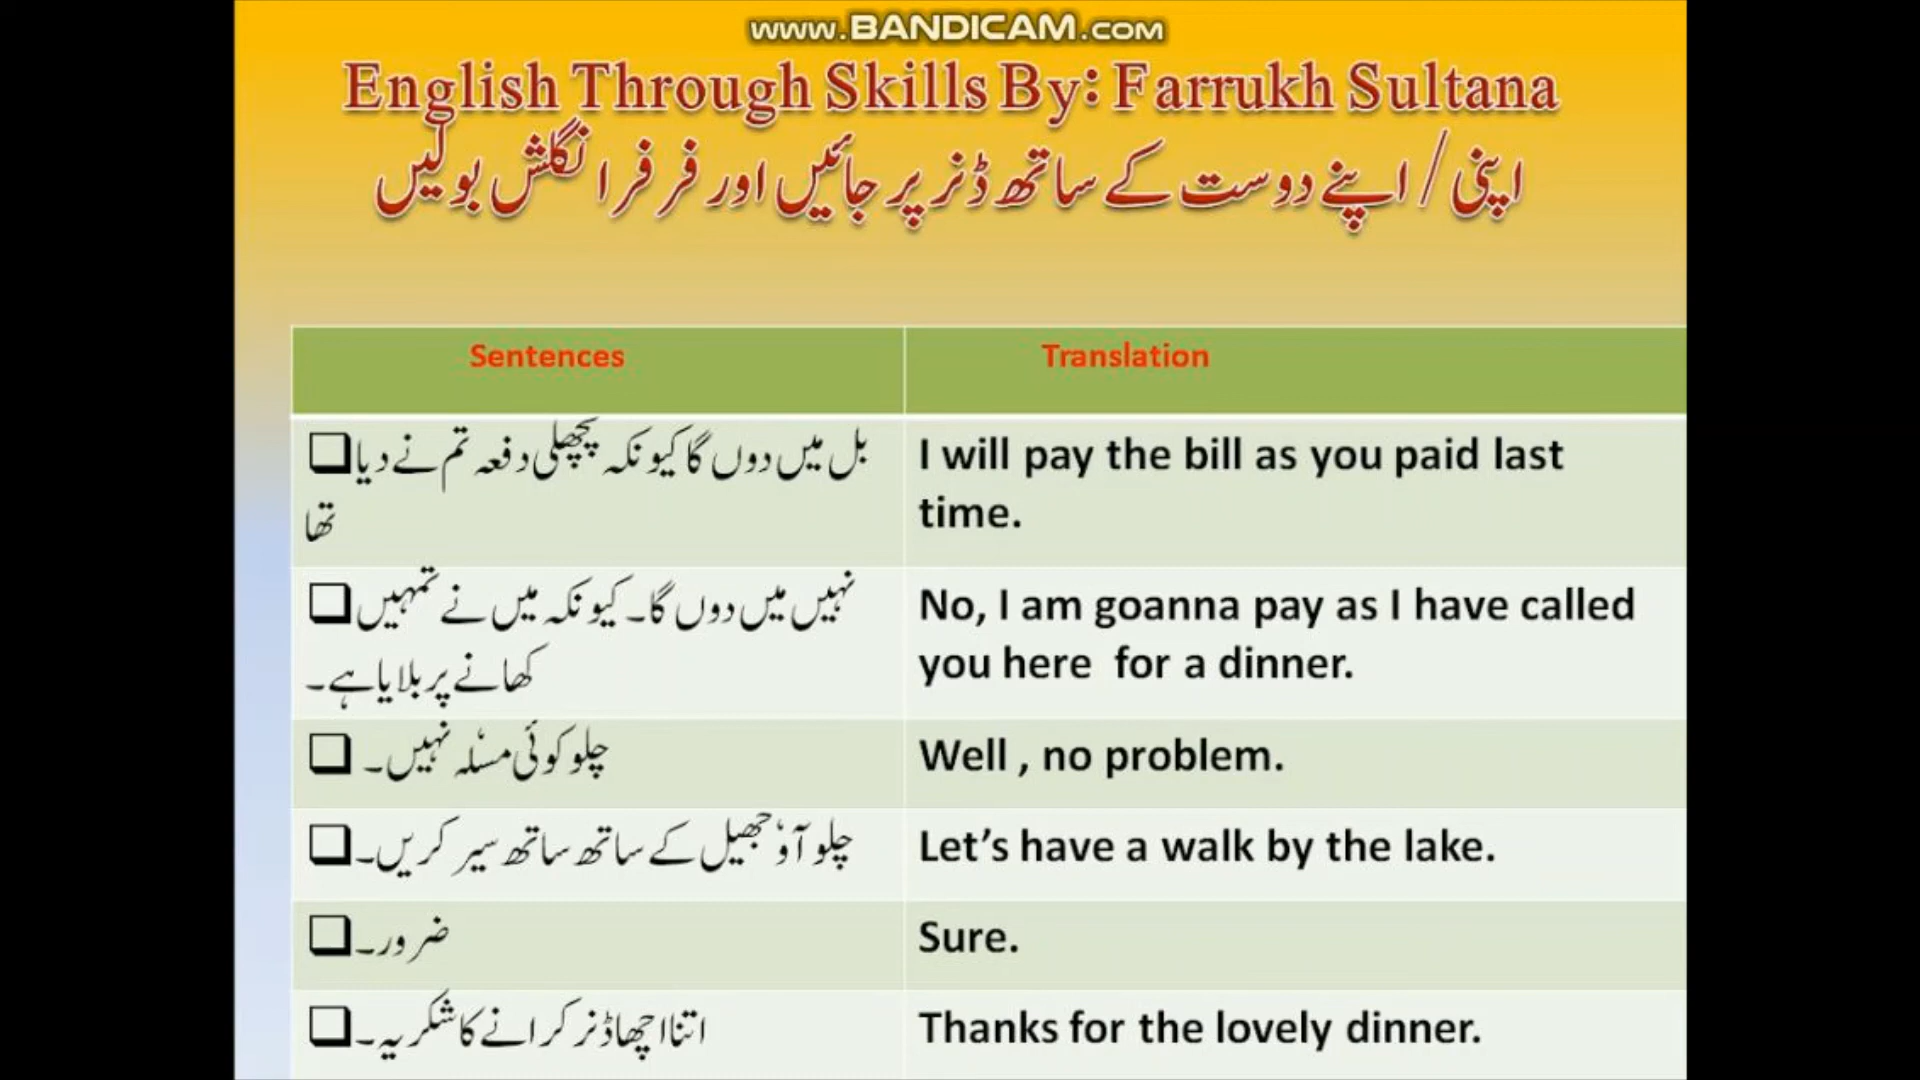 www.BANDICAM.com
English Through Skills By: Farrukh Sultana
اپنی / اپنے دوست کے ساتھ ڈنر پر جائیں اور فر فر انگلش بولیں
Sentences
Translation
بل میں دوں گا کیونکہ پچھلی دفعہ تم نے دیا
تھا
I will pay the bill as you paid last
time.
نہیں میں دوں گا۔ کیونکہ میں نے تمہیں
کھانے پر بلایا ہے۔
No, I am goanna pay as I have called
you here for a dinner.
چلو کوئی مسٔلہ نہیں۔
Well , no problem.
چلو آؤ جھیل کے ساتھ ساتھ سیر کریں۔
Let’s have a walk by the lake.
ضرور۔
Sure.
اتنا اچھا ڈنر کرانے کا شکریہ۔
Thanks for the lovely dinner.